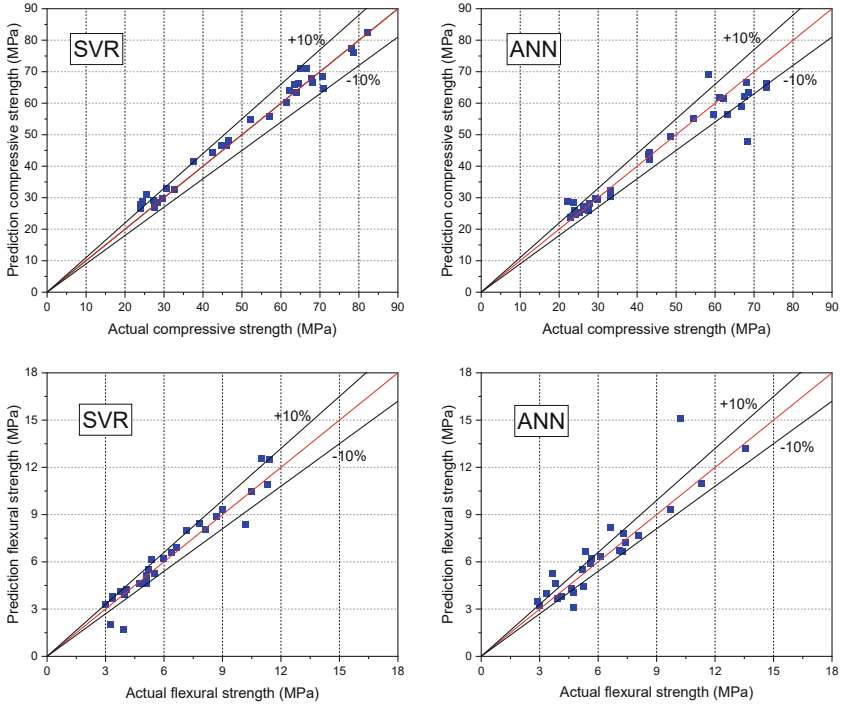 90
80
70
60
50
40
30
20
10
0
0 10 20 30 40 50 60 70 80 90
Prediction compressive strength (MPa)
Actual compressive strength (MPa)
SVR
+10%
-10%
90
80
70
60
50
40
30
20
10
0
0 10 20 30 40 50 60 70 80 90
Prediction compressive strength (MPa)
Actual compressive strength (MPa)
ANN
+10%
-10%
18
15
12
9
6
3
0
0 3 6 9 12 15 18
Prediction flexural strength (MPa)
Actual flexural strength (MPa)
SVR
+10%
-10%
18
15
12
9
6
3
0
0 3 6 9 12 15 18
Prediction flexural strength (MPa)
Actual flexural strength (MPa)
ANN
+10%
-10%